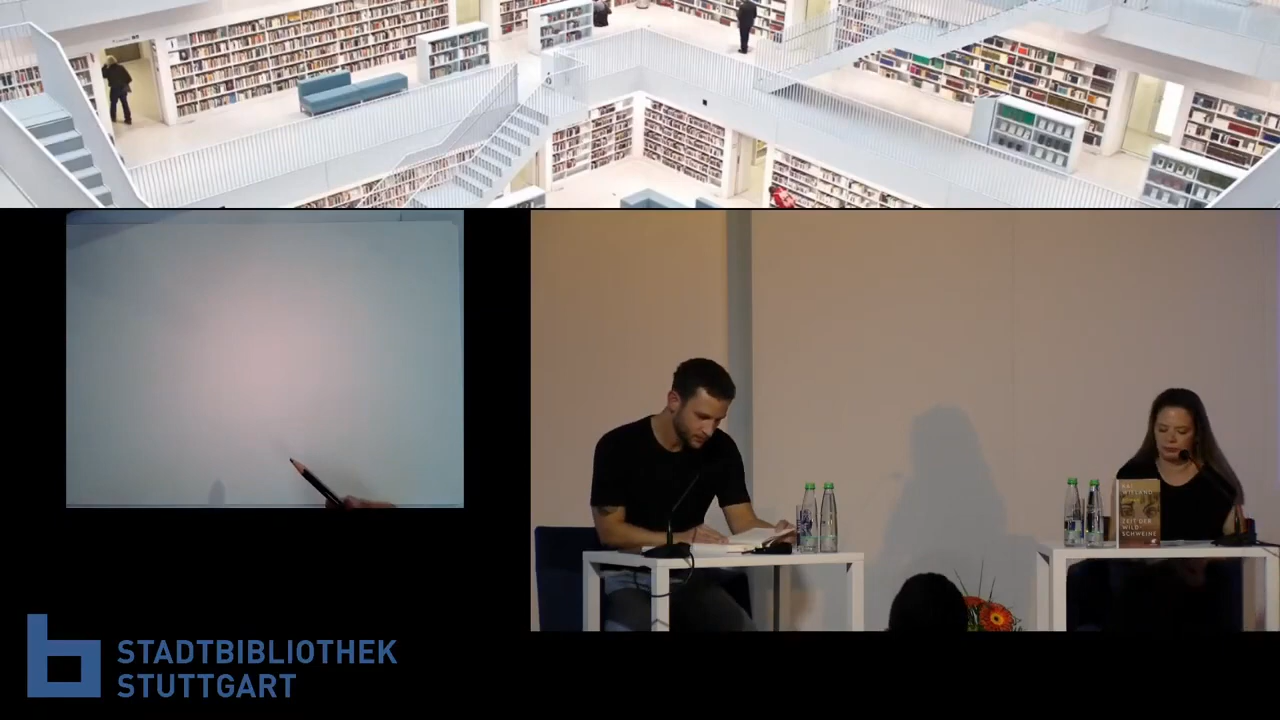 KAI
WIELAND
ZEIT DER
WILD-
SCHWEINE
STADTBIBLIOTHEK
STUTTGART